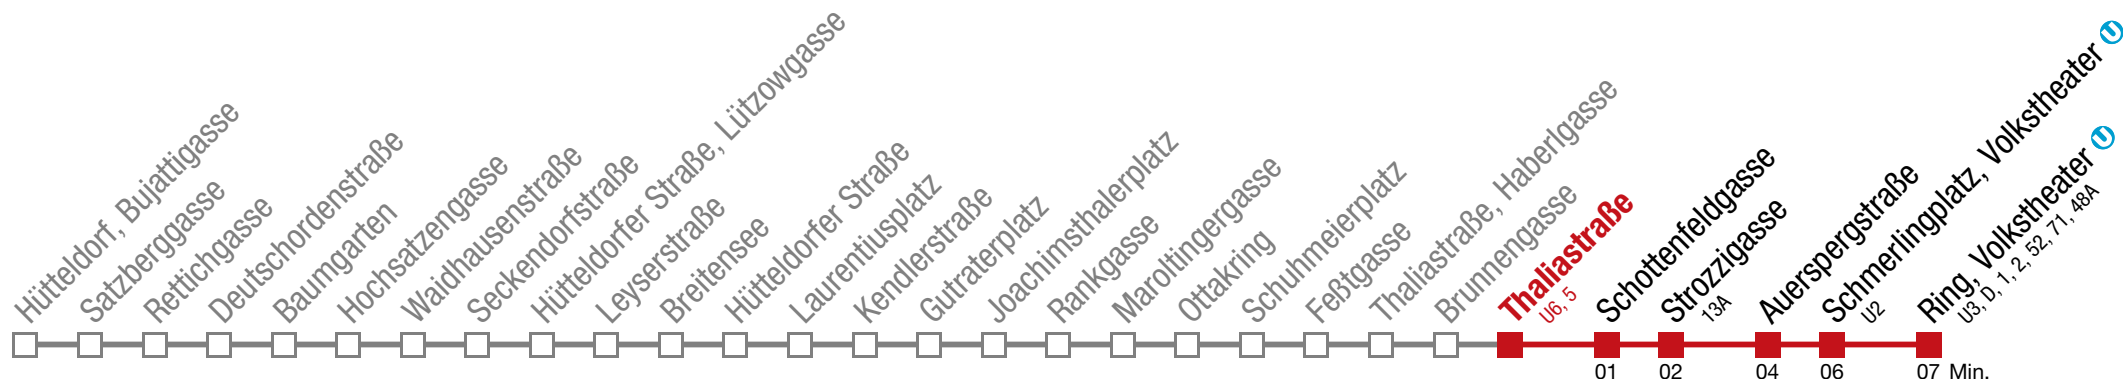 Hütteldorf, Bujattigasse
Satzberggasse
Rettichgasse
Deutschordenstraße
Baumgarten
Hochsatzengasse
Waidhausenstraße
Seckendorfstraße
Hütteldorfer Straße, Lützowgasse
Leyserstraße
Breitensee
Hütteldorfer Straße
Laurentiusplatz
Kendlerstraße
Gutraterplatz
Joachimsthalerplatz
Rankgasse
Maroltingergasse
Ottakring
Schuhmeierplatz
Feßtgasse
Thaliastraße, Haberlgasse
Brunnengasse
Thaliastraße
U6, 5
Schottenfeldgasse
Strozzigasse
13A
Auerspergstraße
Schmerlingplatz, Volkstheater U
U2
Ring, Volkstheater U
U3, D, 1, 2, 52, 71, 48A
01 02 04 06 07 Min.